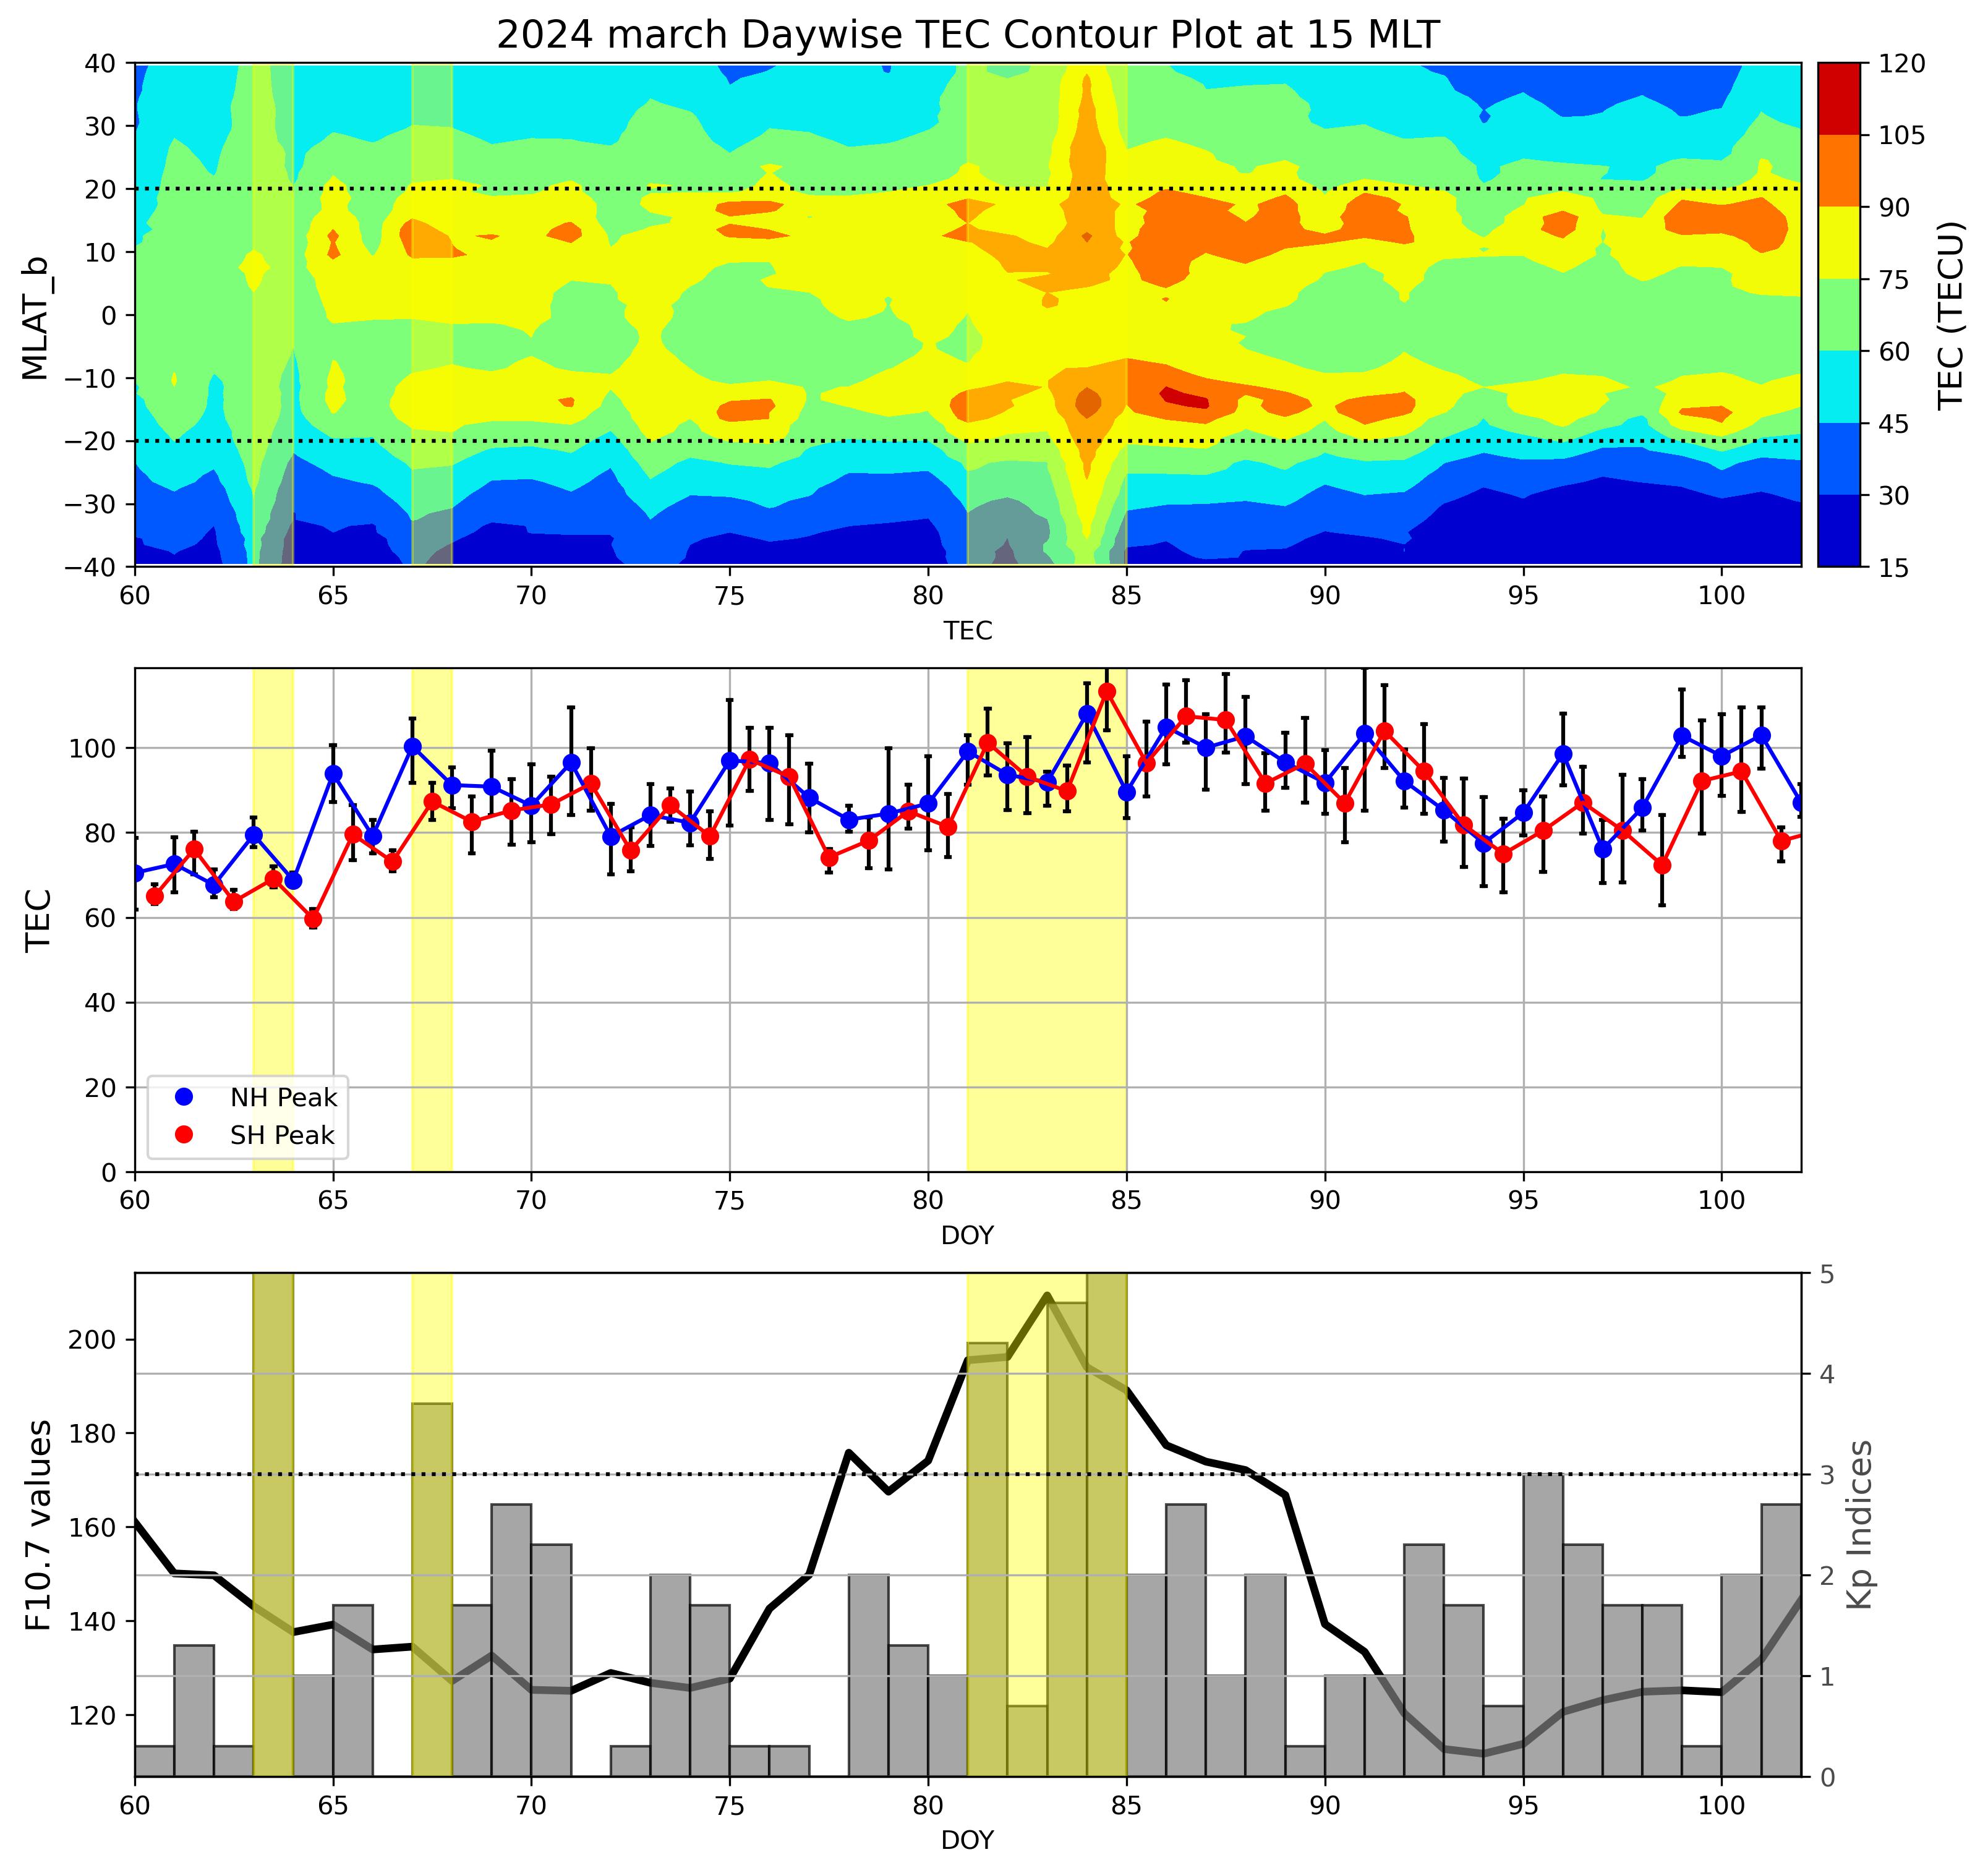 2024 march Daywise TEC Contour Plot at 15 MLT
MLAT_b
40
30
20
10
0
−10
−20
−30
−40
60 65 70 75 80 85 90 95 100
TEC
120
105
90
75
60
45
30
15
TEC (TECU)
TEC
100
80
60
40
20
0
NH Peak
SH Peak
60 65 70 75 80 85 90 95 100
DOY
F10.7 values
200
180
160
140
120
5
4
3
2
1
0
Kp Indices
60 65 70 75 80 85 90 95 100
DOY